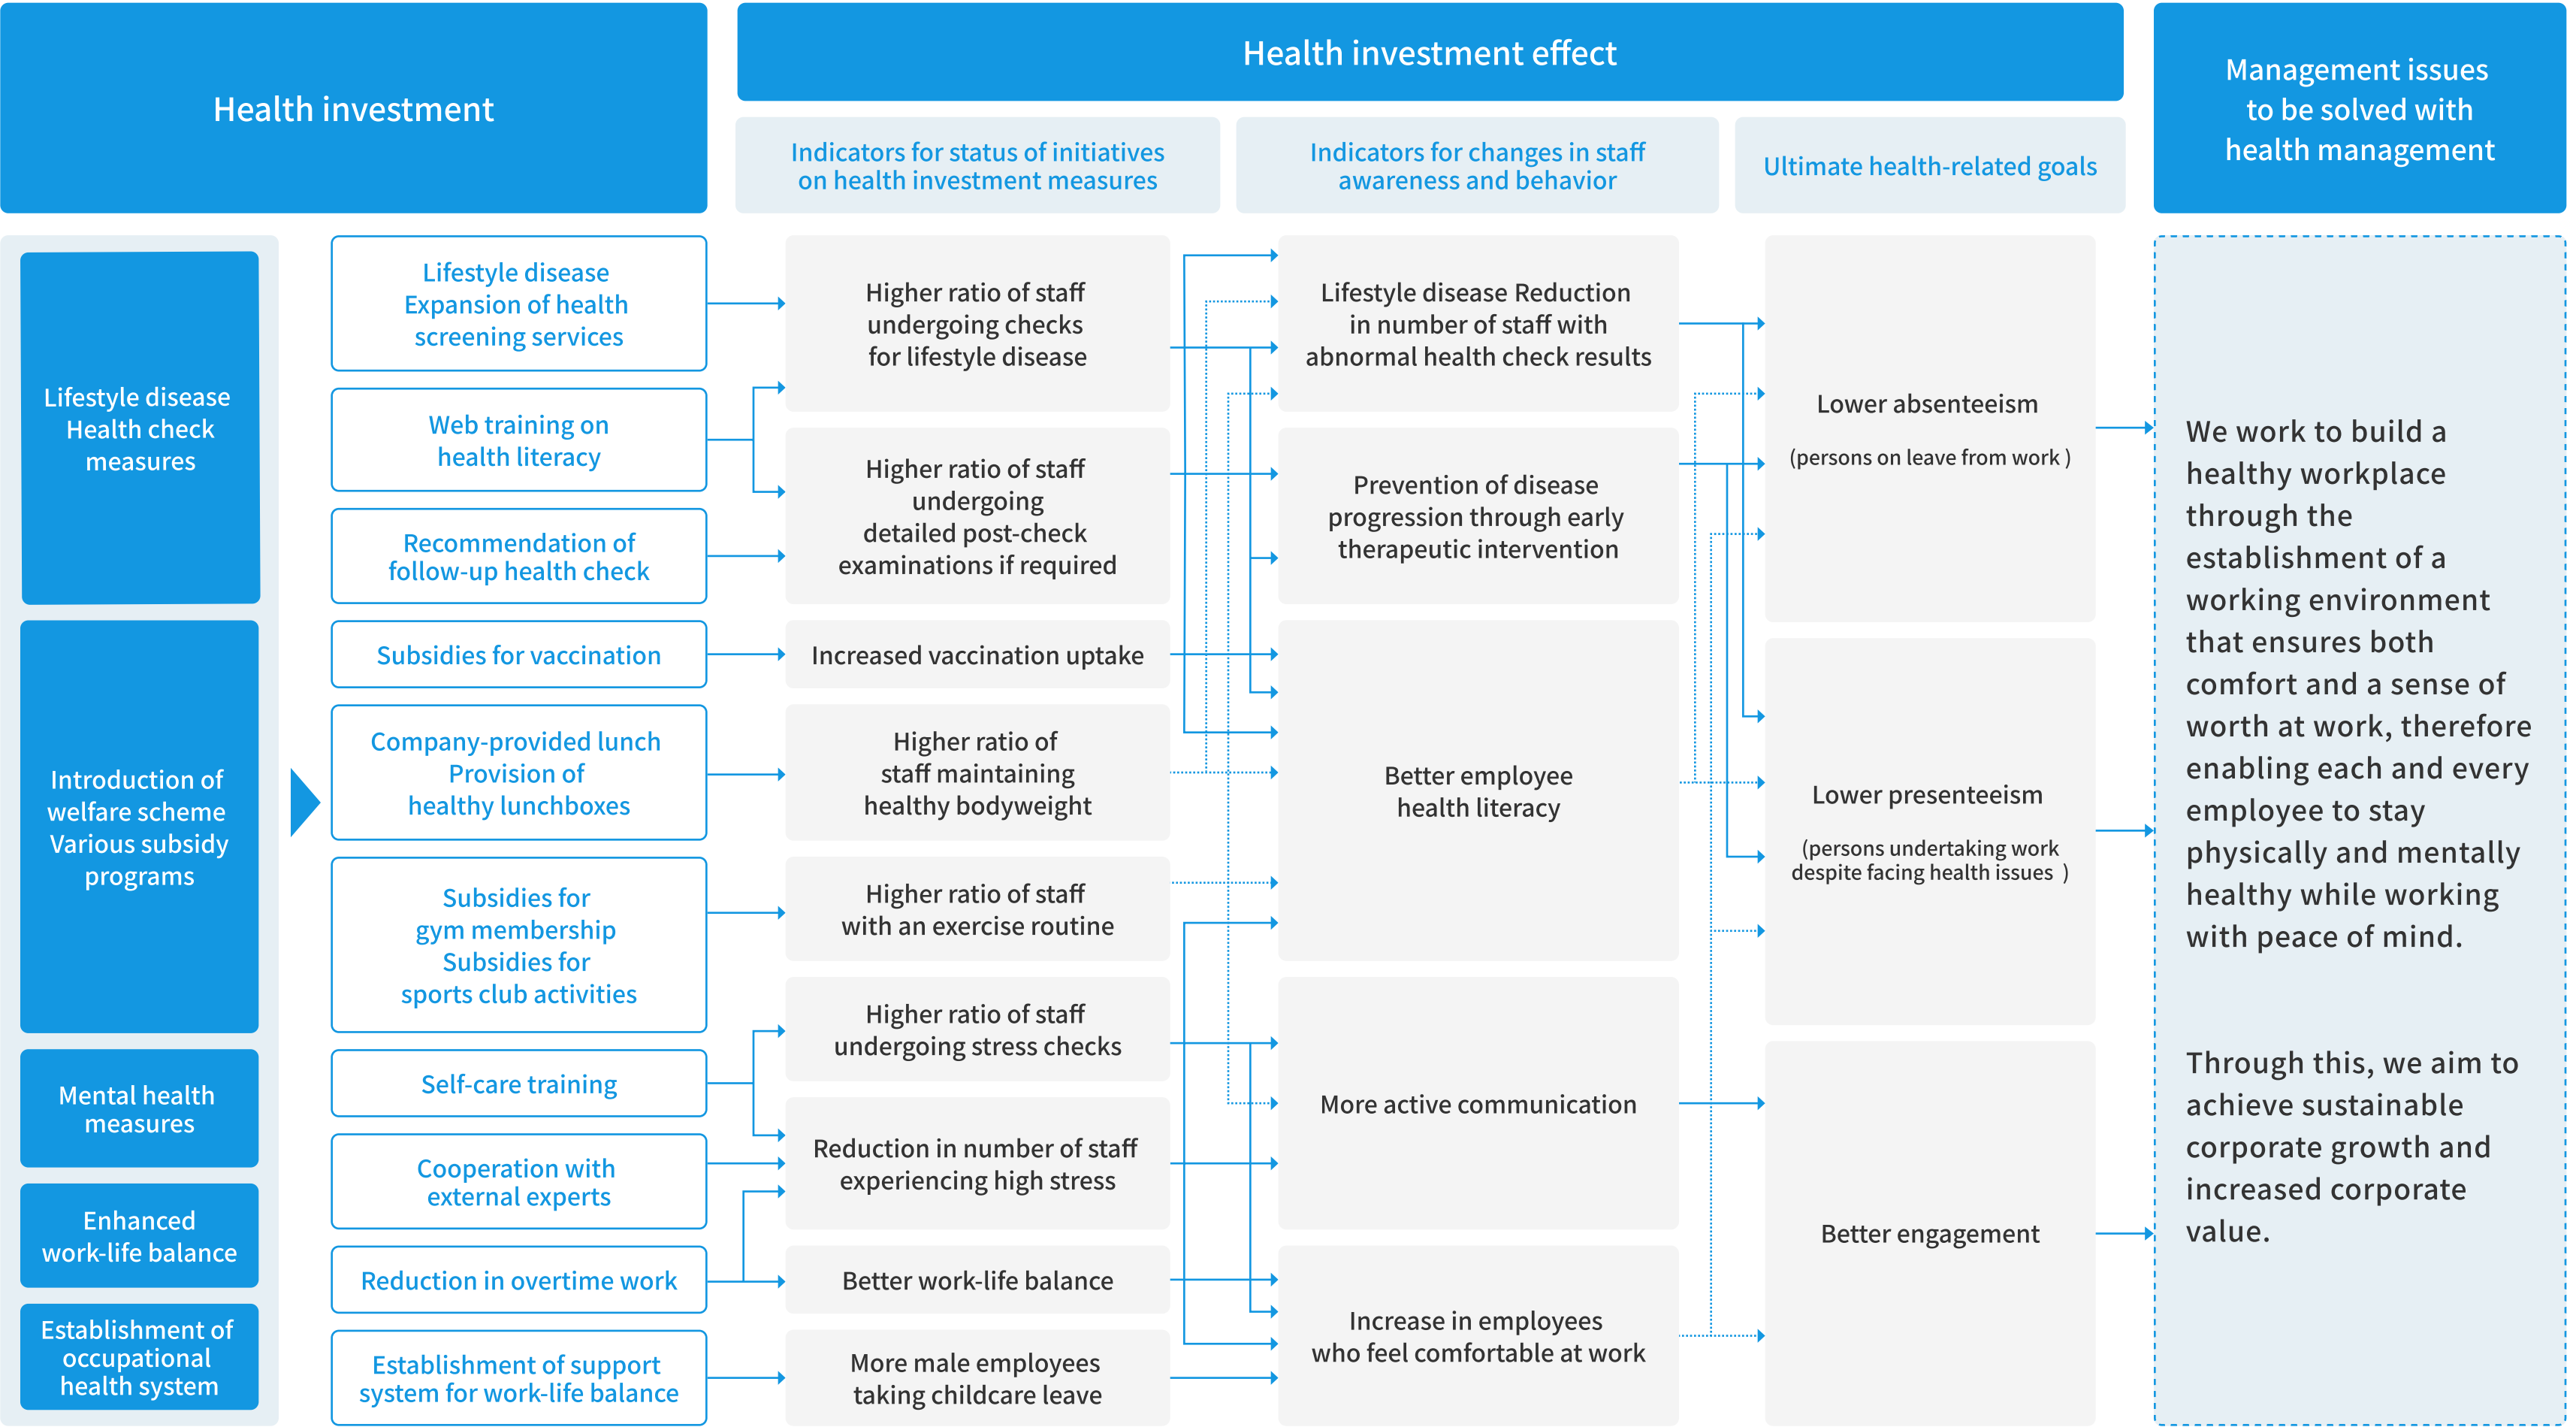 Health investment
Health investment effect
Management issues
to be solved with
health management
Indicators for status of initiatives
on health investment measures
Indicators for changes in staff
awareness and behavior
Ultimate health-related goals
Lifestyle disease
Health check
measures
Introduction of
welfare scheme
Various subsidy
programs
Mental health
measures
Enhanced
work-life balance
Establishment of
occupational
health system
Lifestyle disease
Expansion of health
screening services
Web training on
health literacy
Recommendation of
follow-up health check
Subsidies for vaccination
Company-provided lunch
Provision of
healthy lunchboxes
Subsidies for
gym membership
Subsidies for
sports club activities
Self-care training
Cooperation with
external experts
Reduction in overtime work
Establishment of support
system for work-life balance
Higher ratio of staff
undergoing checks
for lifestyle disease
Higher ratio of staff
undergoing
detailed post-check
examinations if required
Increased vaccination uptake
Higher ratio of
staff maintaining
healthy bodyweight
Higher ratio of staff
with an exercise routine
Higher ratio of staff
undergoing stress checks
Reduction in number of staff
experiencing high stress
Better work-life balance
More male employees
taking childcare leave
Lifestyle disease Reduction
in number of staff with
abnormal health check results
Prevention of disease
progression through early
therapeutic intervention
Better employee
health literacy
More active communication
Increase in employees
who feel comfortable at work
Lower absenteeism
(persons on leave from work )
Lower presenteeism
(persons undertaking work
despite facing health issues )
Better engagement
We work to build a
healthy workplace
through the
establishment of a
working environment
that ensures both
comfort and a sense of
worth at work, therefore
enabling each and every
employee to stay
physically and mentally
healthy while working
with peace of mind.
Through this, we aim to
achieve sustainable
corporate growth and
increased corporate
value.